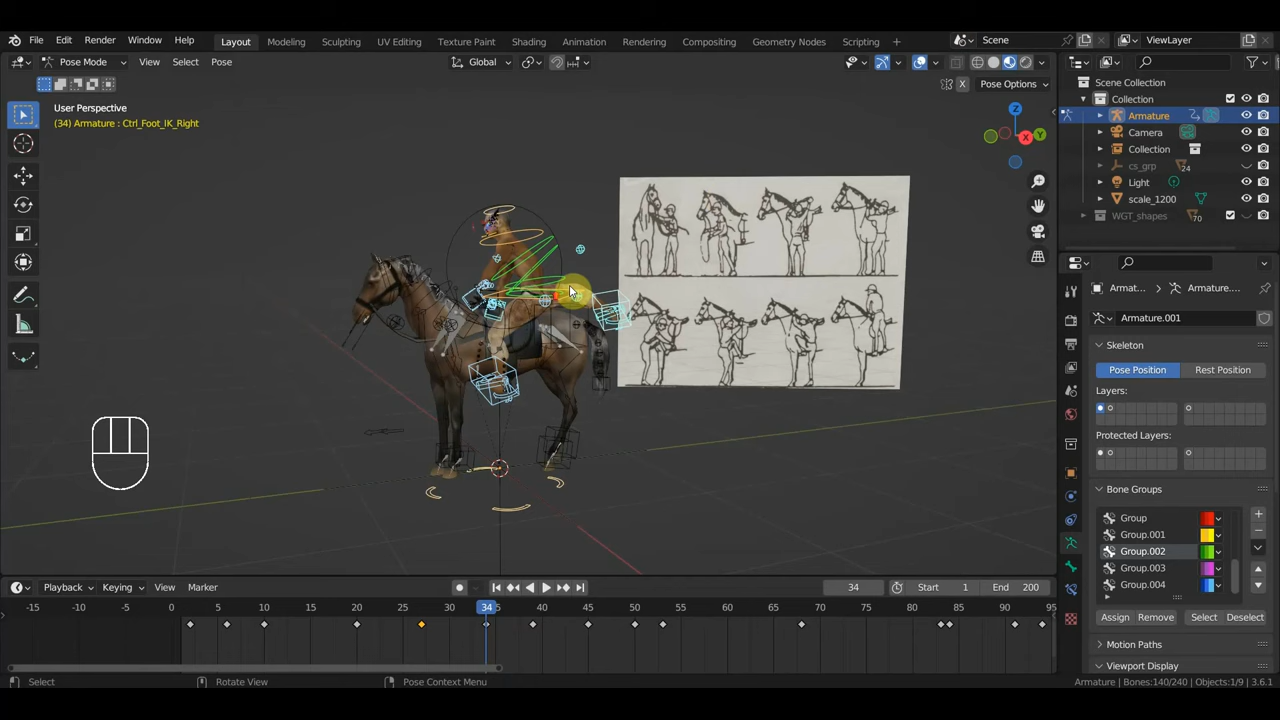 File Edit Render Window Help Layout Modeling Sculpting UV Editing Texture Paint Shading Animation Rendering Compositing Geometry Nodes Scripting + Scene ViewLayer
Pose Mode View Select Pose Global
X Pose Options
User Perspective
(34) Armature : Ctrl_Foot_IK_Right
Z
X
Y
Scene Collection
Collection
Armature
Camera
Collection
cs_grp 24
Light
scale_1200
WGT_shapes 70
Armat... Armature...
Armature.001
Skeleton
Pose Position Rest Position
Layers:
Protected Layers:
Bone Groups
Group
Group.001
Group.002
Group.003
Group.004
Assign Remove Select Deselect
Motion Paths
Viewport Display
Playback Keying View Marker 34 Start 1 End 200
-15 -10 -5 0 5 10 15 20 25 30 34 40 45 50 55 60 65 70 75 80 85 90 95
Select Rotate View Pose Context Menu Armature | Bones:140/240 | Objects:1/9 | 3.6.1